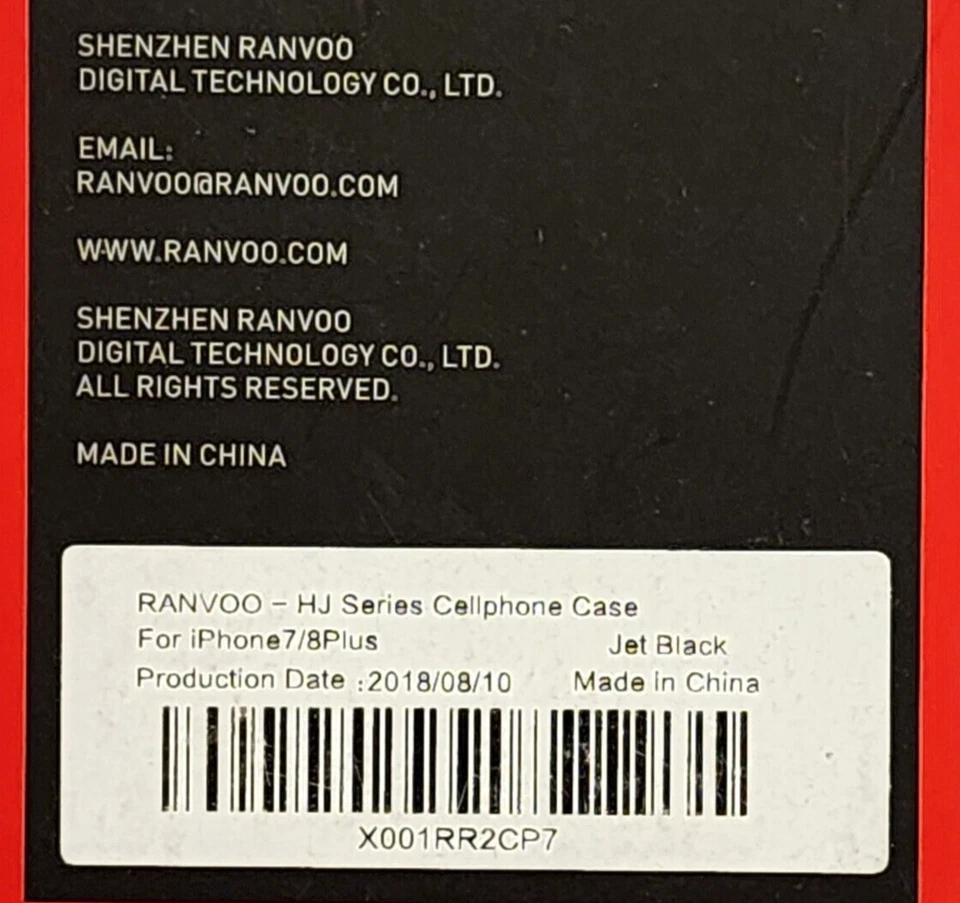 SHENZHEN RANVOO
DIGITAL TECHNOLOGY CO., LTD.
EMAIL:
RANVOO@RANVOO.COM
WWW.RANVOO.COM
SHENZHEN RANVOO
DIGITAL TECHNOLOGY CO., LTD.
ALL RIGHTS RESERVED.
MADE IN CHINA
RANVOO – HJ Series Cellphone Case
For iPhone7/8Plus Jet Black
Production Date :2018/08/10 Made in China
X001RR2CP7